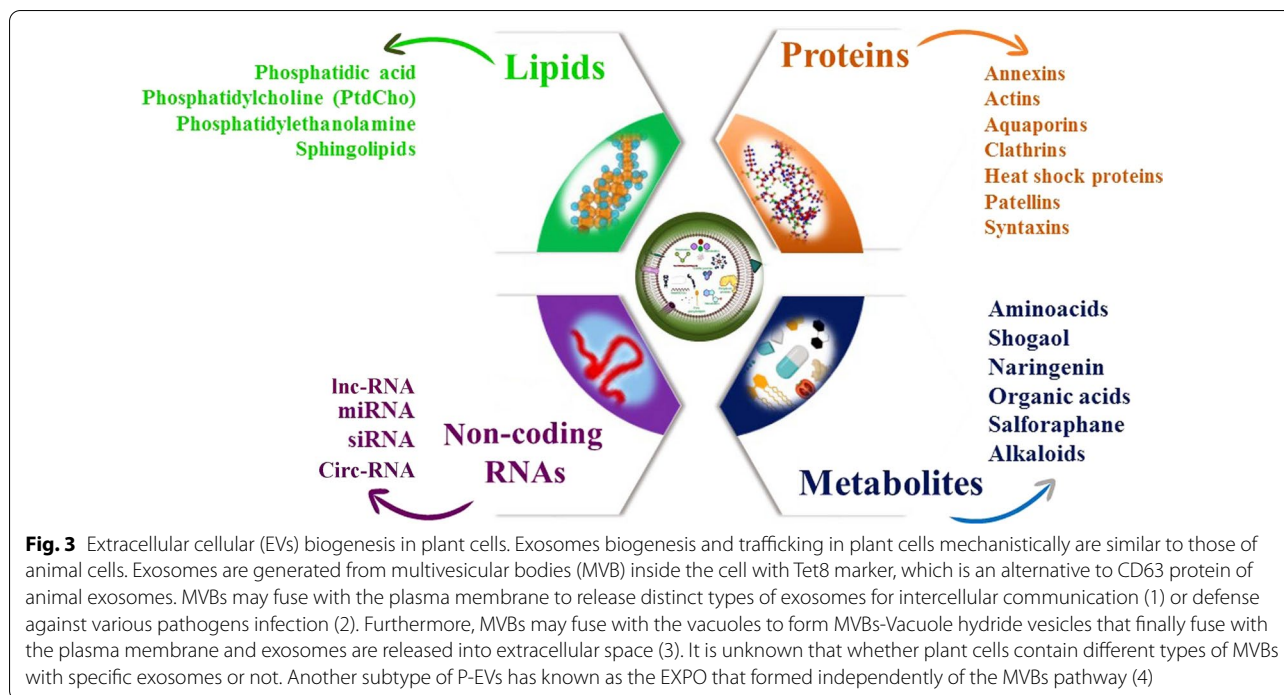 Lipids
Phosphatidic acid
Phosphatidylcholine (PtdCho)
Phosphatidylethanolamine
Sphingolipids
Proteins
Annexins
Actins
Aquaporins
Clathrins
Heat shock proteins
Patellins
Syntaxins
lnc-RNA
miRNA
siRNA
Circ-RNA
Non-coding
RNAs
Aminoacids
Shogaol
Naringenin
Organic acids
Salforaphane
Alkaloids
Metabolites
Fig. 3 Extracellular cellular (EVs) biogenesis in plant cells. Exosomes biogenesis and trafficking in plant cells mechanistically are similar to those of
animal cells. Exosomes are generated from multivesicular bodies (MVB) inside the cell with Tet8 marker, which is an alternative to CD63 protein of
animal exosomes. MVBs may fuse with the plasma membrane to release distinct types of exosomes for intercellular communication (1) or defense
against various pathogens infection (2). Furthermore, MVBs may fuse with the vacuoles to form MVBs-Vacuole hydride vesicles that finally fuse with
the plasma membrane and exosomes are released into extracellular space (3). It is unknown that whether plant cells contain different types of MVBs
with specific exosomes or not. Another subtype of P-EVs has known as the EXPO that formed independently of the MVBs pathway (4)